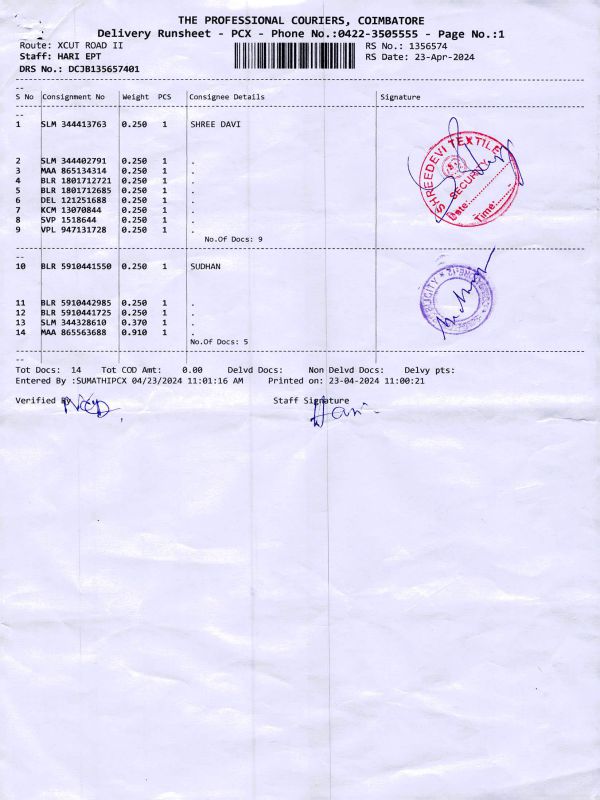 THE PROFESSIONAL COURIERS, COIMBATORE
Delivery Runsheet - PCX - Phone No.:0422-3505555 - Page No.:1
Route: XCUT ROAD II RS No.: 1356574
Staff: HARI EPT RS Date: 23-Apr-2024
DRS No.: DCJB135657401
S No Consignment No Weight PCS Consignee Details Signature
1 SLM 344413763 0.250 1 SHREE DAVI
SHREEDEVI TEXTILE
SECURITY
Date:
Time:
2 SLM 344402791 0.250 1 .
3 MAA 865134314 0.250 1 .
4 BLR 1801712721 0.250 1 .
5 BLR 1801712685 0.250 1 .
6 DEL 121251688 0.250 1 .
7 KCM 13070844 0.250 1 .
8 SVP 1518644 0.250 1 .
9 VPL 947131728 0.250 1 .
No.Of Docs: 9
10 BLR 5910441550 0.250 1 SUDHAN
11 BLR 5910442985 0.250 1 .
12 BLR 5910441725 0.250 1 .
13 SLM 344328610 0.370 1 .
14 MAA 865563688 0.910 1 .
No.Of Docs: 5
Tot Docs: 14 Tot COD Amt: 0.00 Delvd Docs: Non Delvd Docs: Delvy pts:
Entered By :SUMATHIPCX 04/23/2024 11:01:16 AM Printed on: 23-04-2024 11:00:21
Verified By Staff Signature
Hari